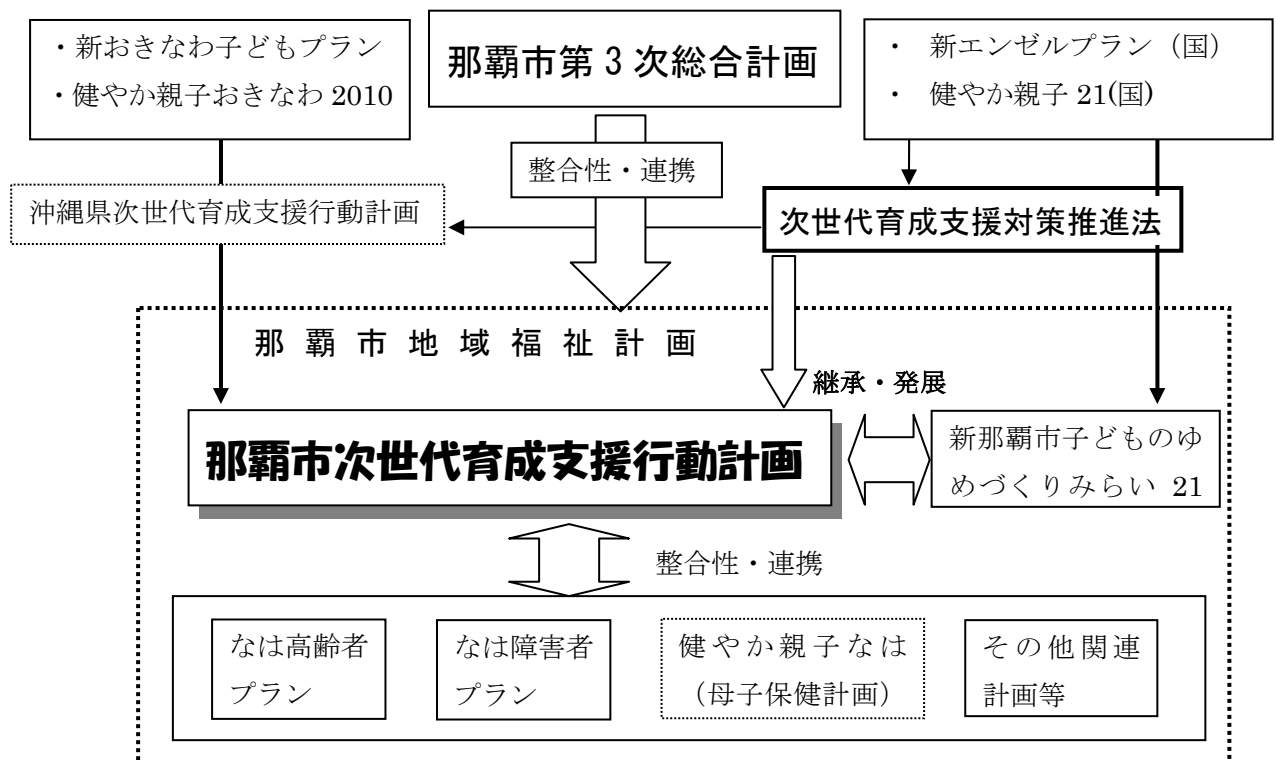 ・新おきなわ子どもプラン
・健やか親子おきなわ 2010
那覇市第 3 次総合計画
・ 新エンゼルプラン (国)
・ 健やか親子 21(国)
整合性・連携
沖縄県次世代育成支援行動計画
次世代育成支援対策推進法
那覇市地域福祉計画
継承・発展
那覇市次世代育成支援行動計画
新那覇市子どものゆ
めづくりみらい 21
整合性・連携
なは高齢者
プラン
なは障害者
プラン
健やか親子なは
(母子保健計画)
その他関連
計画等